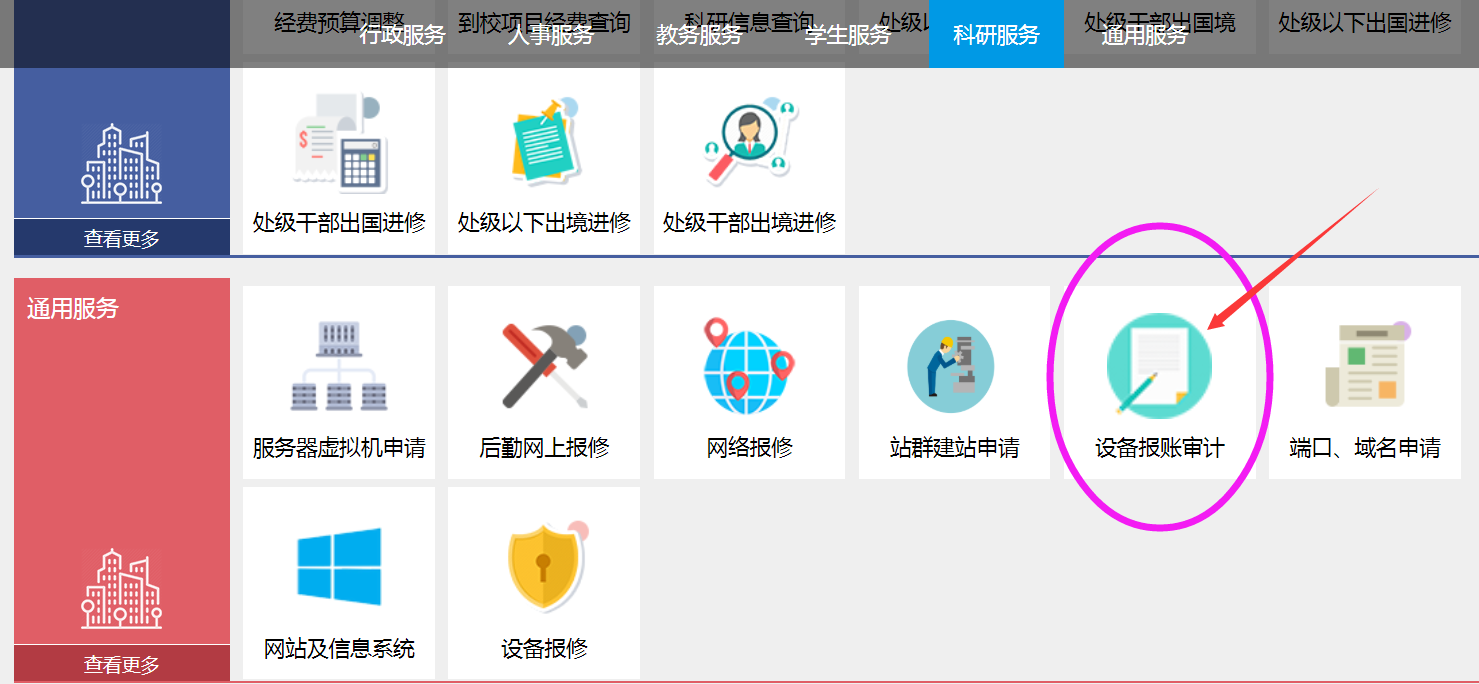 经费预算调整
到校项目经费查询
科研信息查询
处级以
处级干部出国境
处级以下出国进修
行政服务
人事服务
教务服务
学生服务
科研服务
通用服务
处级干部出国进修
处级以下出境进修
处级干部出境进修
查看更多
通用服务
服务器虚拟机申请
后勤网上报修
网络报修
站群建站申请
设备报账审计
端口、域名申请
网站及信息系统
设备报修
查看更多